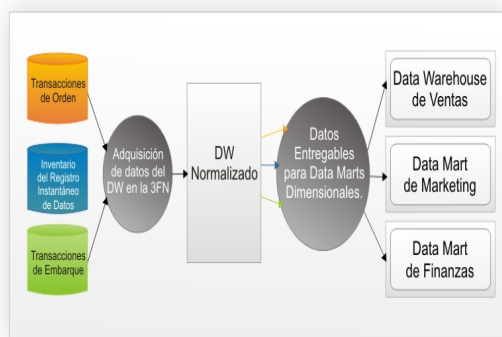 Transacciones
de Orden
Inventario
del Registro
Instantáneo
de Datos
Transacciones
de Embarque
Adquisición
de datos del
DW en la 3FN
DW
Normalizado
Datos
Entregables
para Data Marts
Dimensionales.
Data Warehouse
de Ventas
Data Mart
de Marketing
Data Mart
de Finanzas